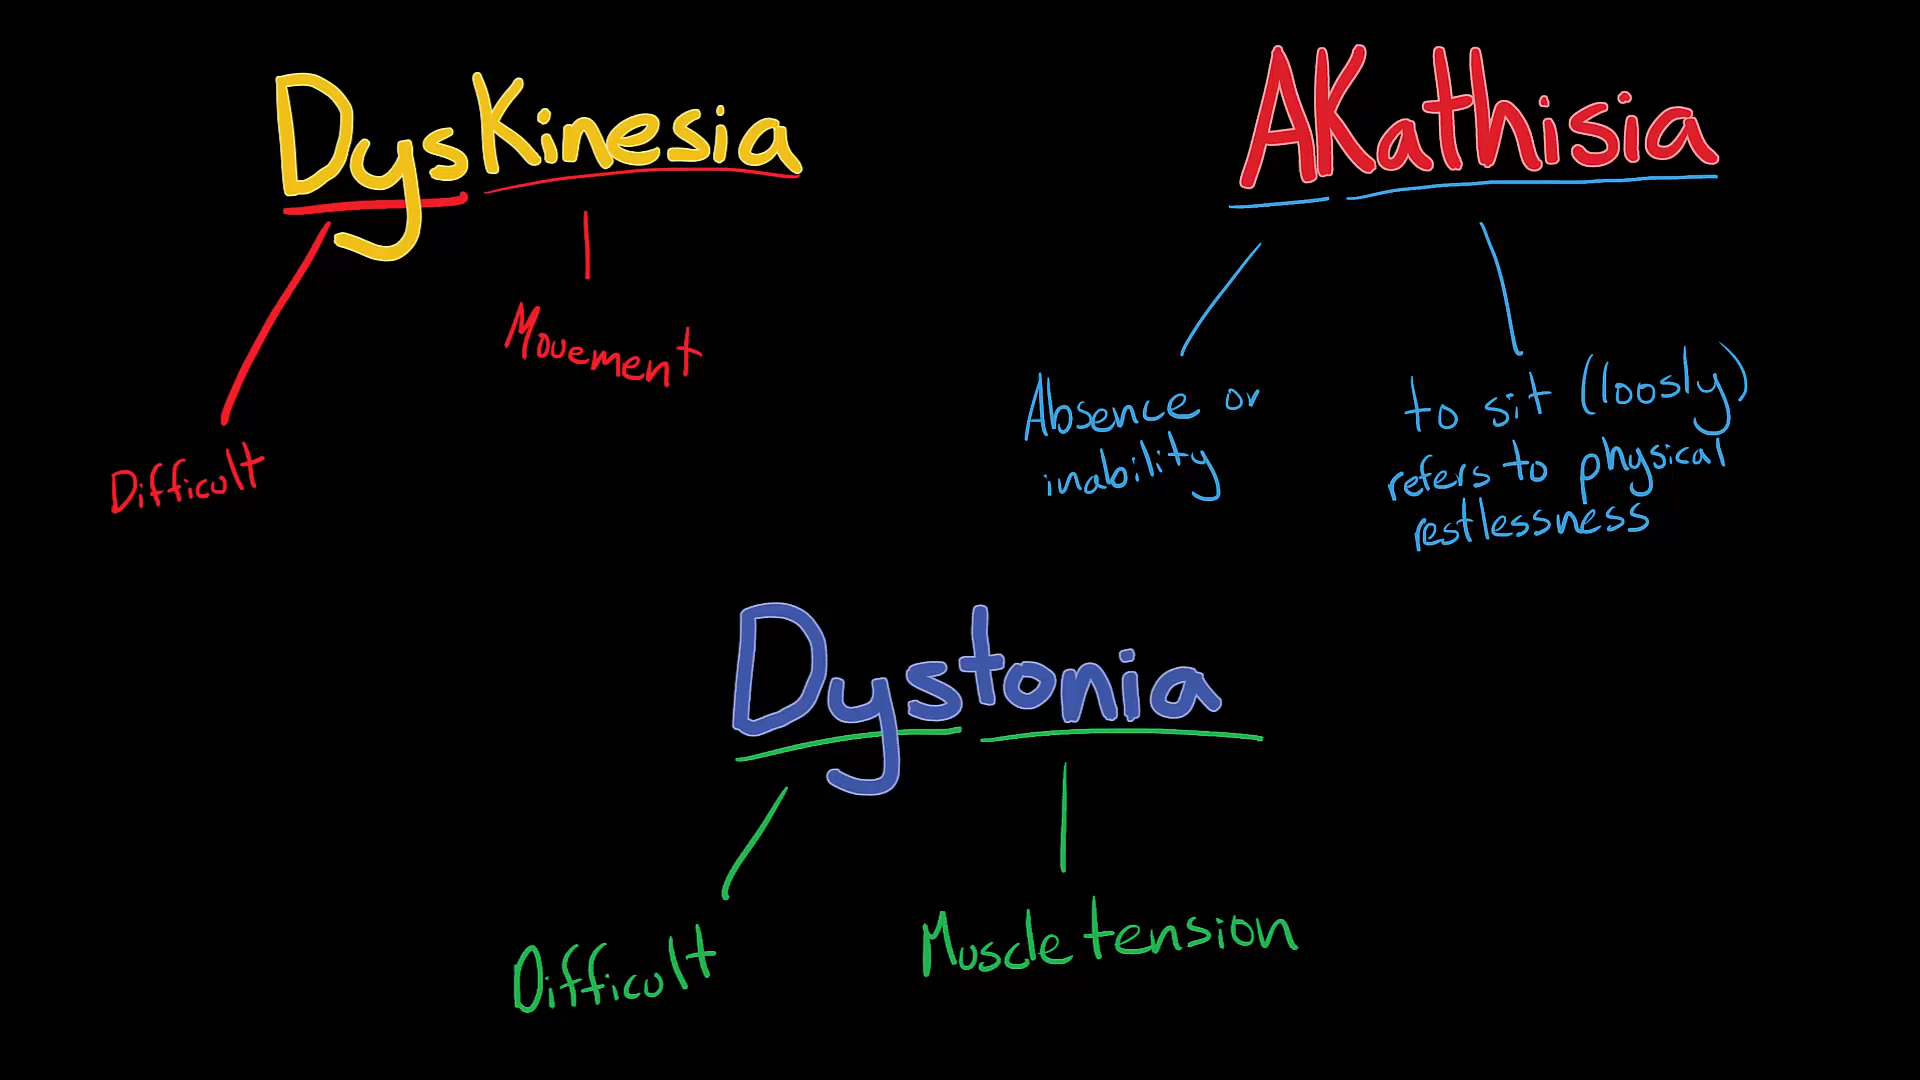 DysKinesia
Difficult
Movement
AKathisia
Absence or
inability
to sit (loosly)
refers to physical
restlessness
Dystonia
Difficult
Muscle tension